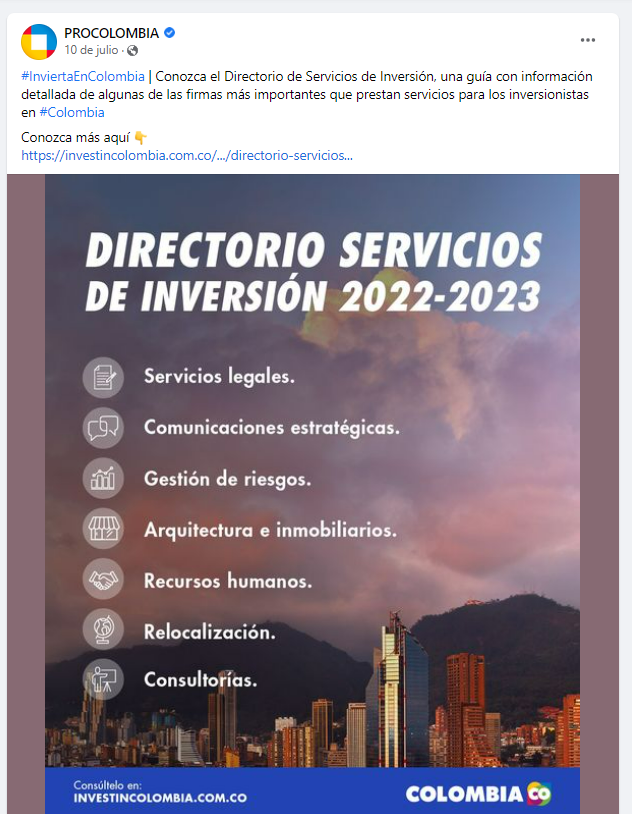 PROCOLOMBIA
10 de julio ·
#InviertaEnColombia | Conozca el Directorio de Servicios de Inversión, una guía con información
detallada de algunas de las firmas más importantes que prestan servicios para los inversionistas
en #Colombia
Conozca más aquí 👇
https://investincolombia.com.co/.../directorio-servicios...
DIRECTORIO SERVICIOS
DE INVERSIÓN 2022-2023
Servicios legales.
Comunicaciones estratégicas.
Gestión de riesgos.
Arquitectura e inmobiliarios.
Recursos humanos.
Relocalización.
Consultorías.
Consúltelo en:
INVESTINCOLOMBIA.COM.CO
COLOMBIA CO